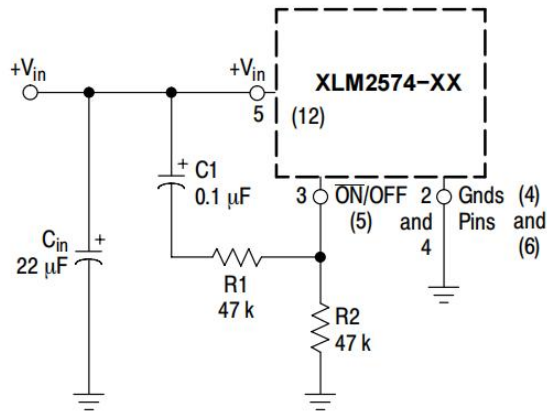 +Vin
+Vin
XLM2574-XX
5
(12)
C1
0.1 μF
3
ON/OFF
(5)
2
and
4
Gnds
Pins
(4)
and
(6)
Cin
22 μF
R1
47 k
R2
47 k
+
+